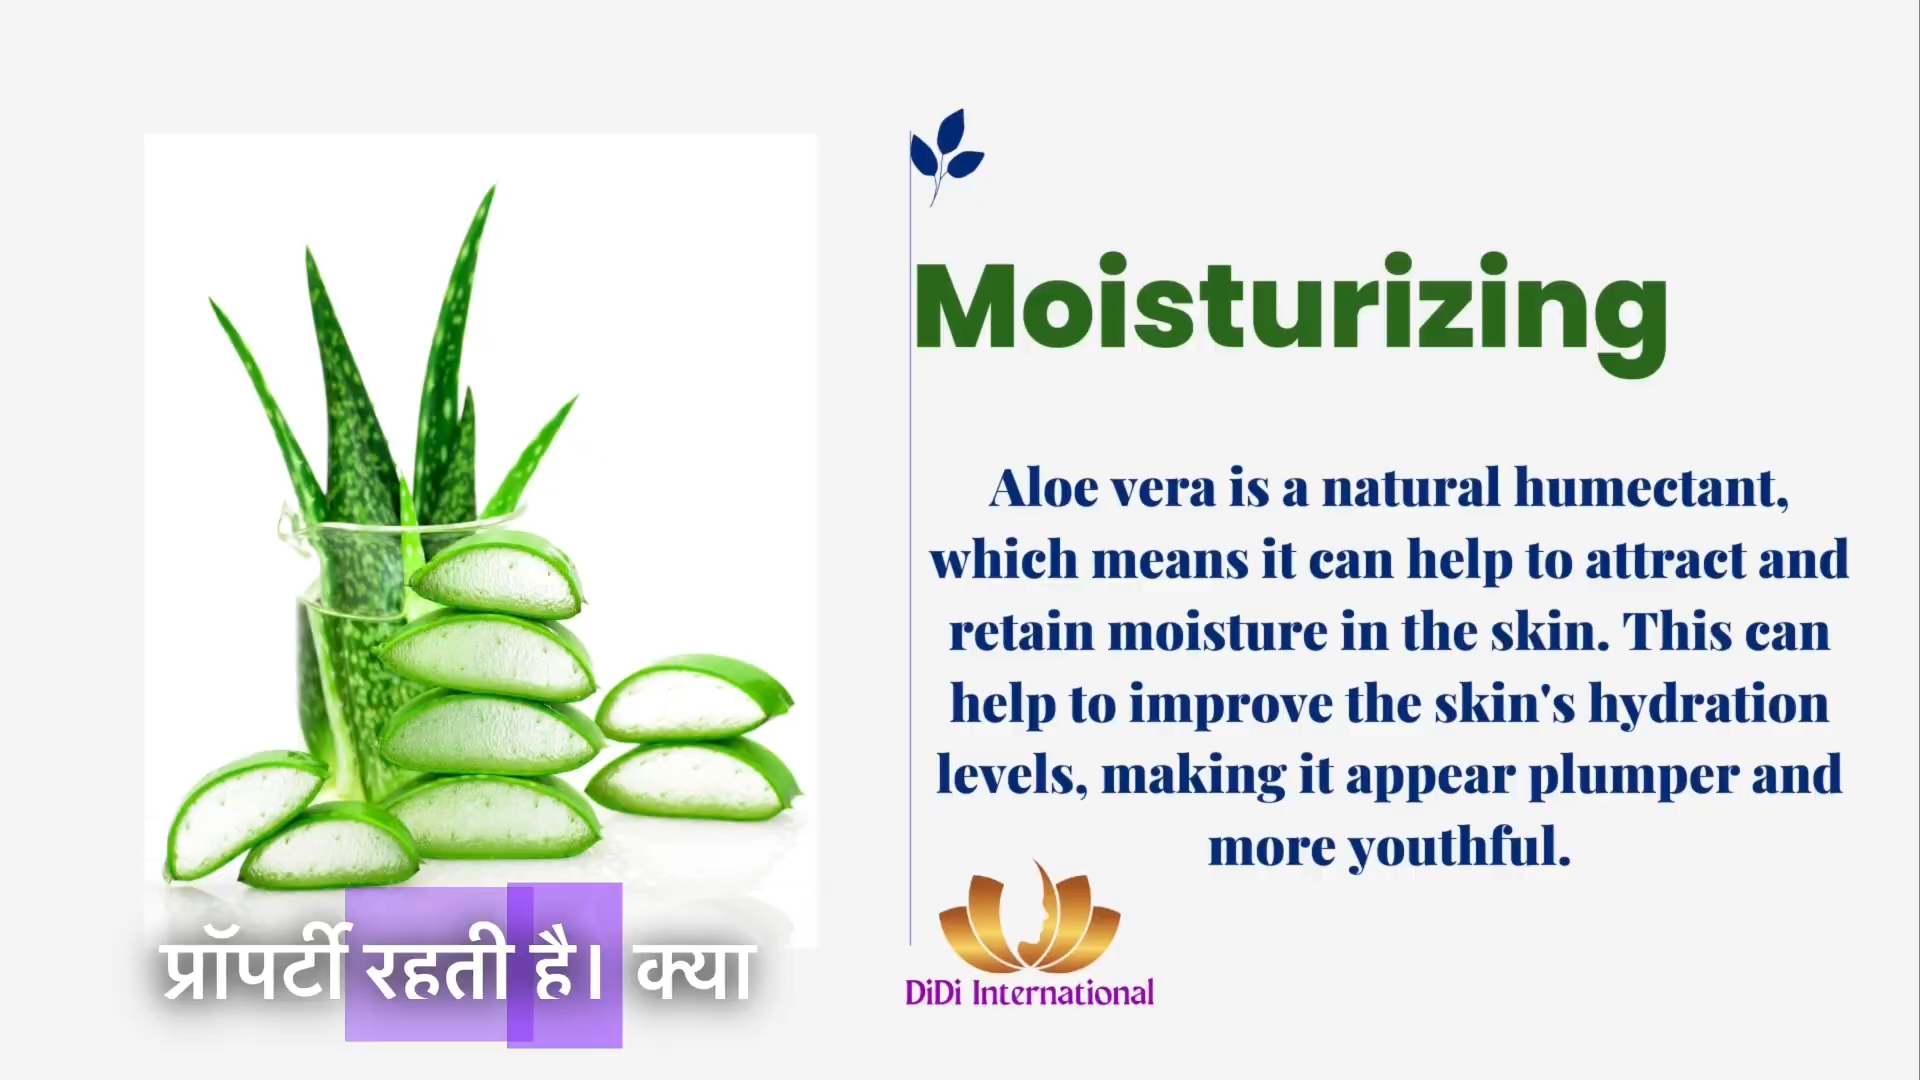 Moisturizing
Aloe vera is a natural humectant,
which means it can help to attract and
retain moisture in the skin. This can
help to improve the skin's hydration
levels, making it appear plumper and
more youthful.
DiDi International
प्रॉपर्टी रहती है। क्या